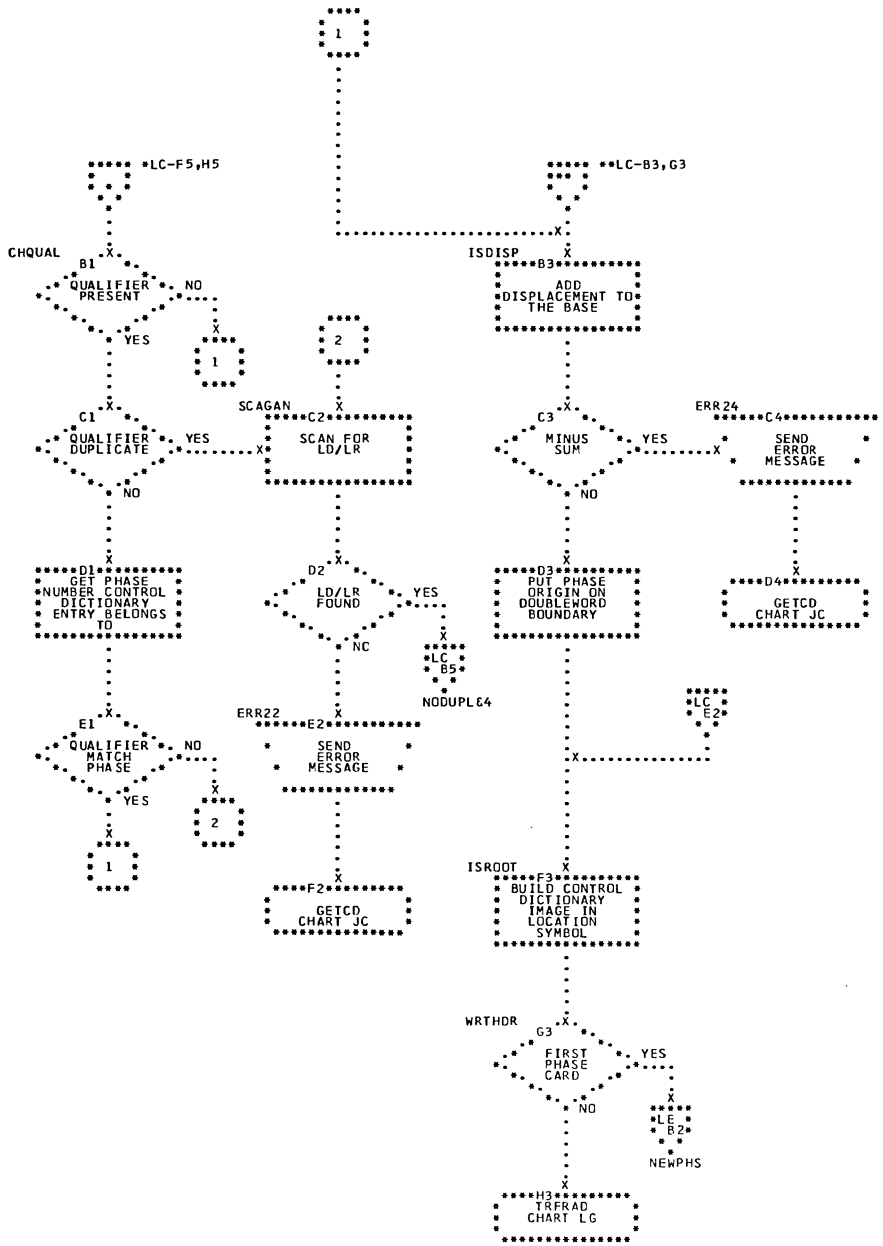 1
*LC-F5,H5
**LC-B3,G3
CHQUAL
B1
QUALIFIER
PRESENT
NO
YES
1
ISDISP
B3
ADD
DISPLACEMENT TO
THE BASE
2
C1
QUALIFIER
DUPLICATE
YES
NO
SCAGAN
C2
SCAN FOR
LD/LR
C3
MINUS
SUM
YES
NO
ERR24
C4
SEND
ERROR
MESSAGE
D1
GET PHASE
NUMBER CONTROL
DICTIONARY
ENTRY BELONGS
TO
D2
LD/LR
FOUND
YES
NC
LC
B5
NODUPL&4
D3
PUT PHASE
ORIGIN ON
DOUBLEWORD
BOUNDARY
D4
GETCD
CHART JC
E1
QUALIFIER
MATCH
PHASE
NO
YES
2
1
ERR22
E2
SEND
ERROR
MESSAGE
LC
E2
F2
GETCD
CHART JC
ISROOT
F3
BUILD CONTROL
DICTIONARY
IMAGE IN
LOCATION
SYMBOL
WRTHDR
G3
FIRST
PHASE
CARD
YES
NO
LE
B2
NEWPHS
H3
TRFRAD
CHART LG